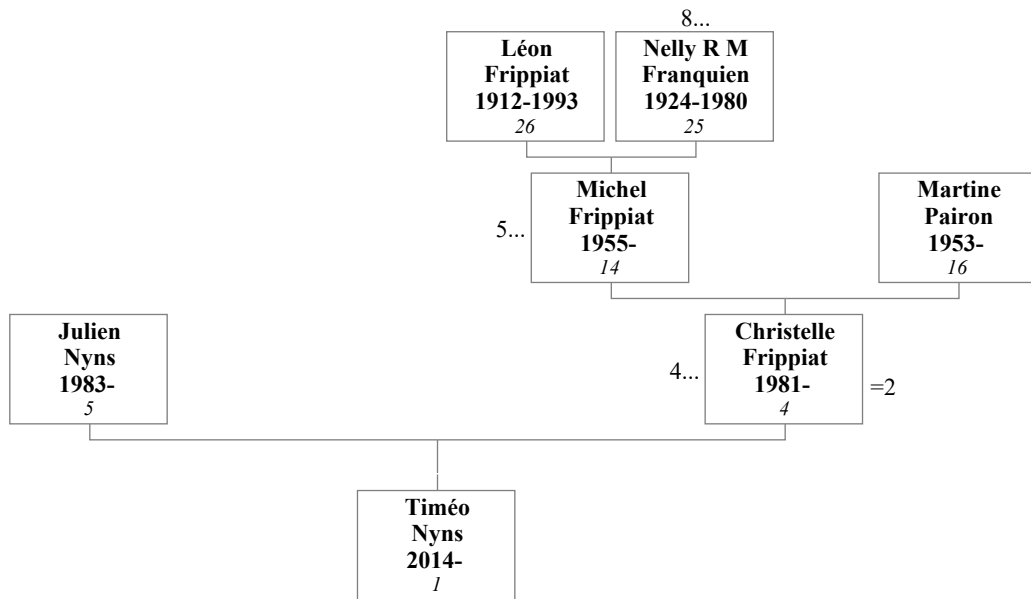 8...
Léon
Frippiat
1912-1993
26
Nelly R M
Franquien
1924-1980
25
5...
Michel
Frippiat
1955-
14
Martine
Pairon
1953-
16
Julien
Nyns
1983-
5
4...
Christelle
Frippiat
1981-
4
=2
Timéo
Nyns
2014-
1